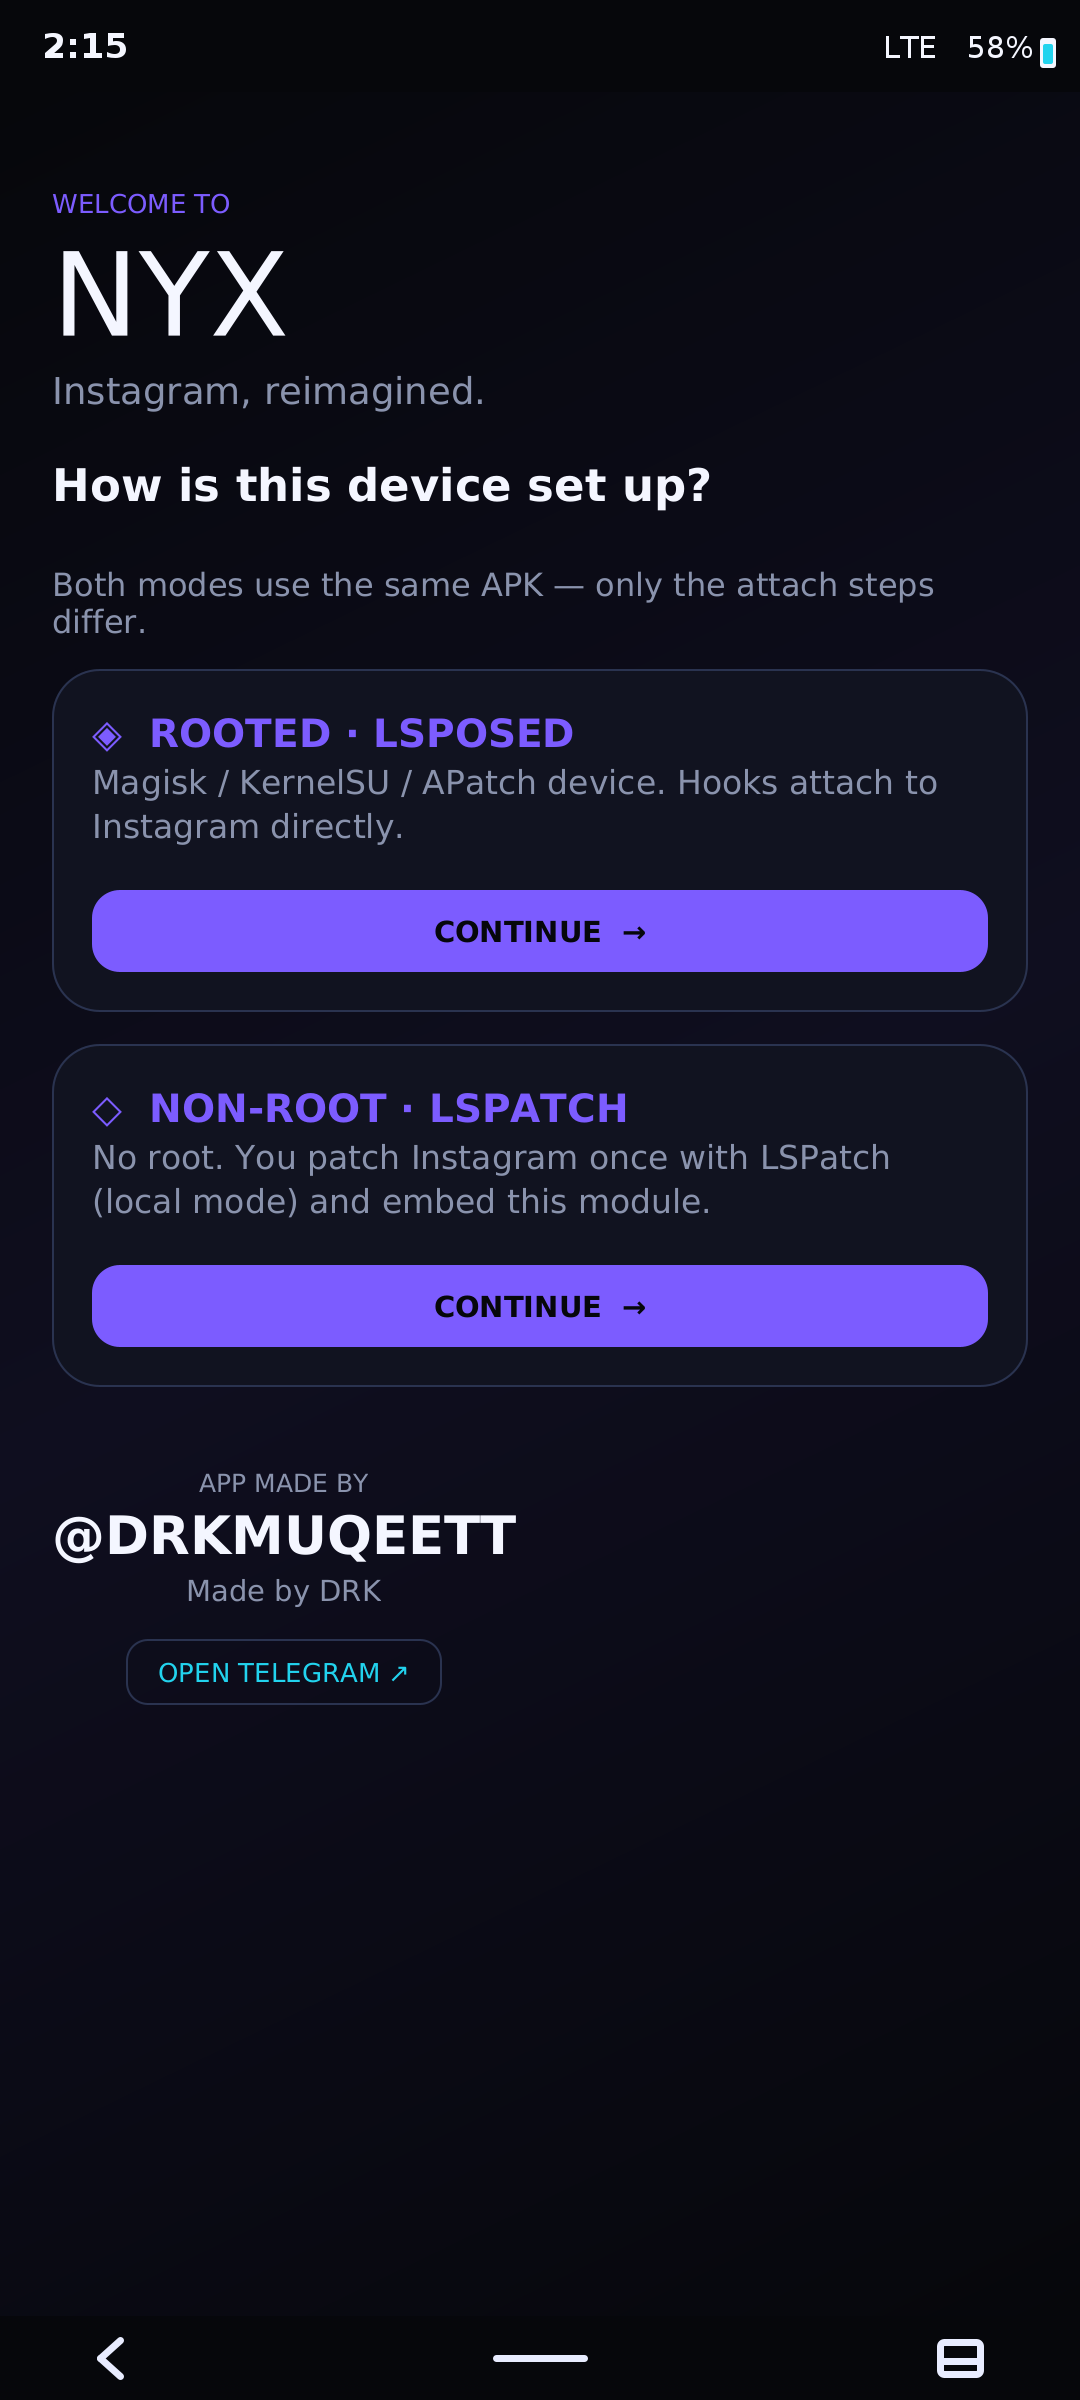 2:15
LTE 58%
WELCOME TO
NYX
Instagram, reimagined.
How is this device set up?
Both modes use the same APK — only the attach steps
differ.
◈ ROOTED · LSPOSED
Magisk / KernelSU / APatch device. Hooks attach to
Instagram directly.
CONTINUE →
◇ NON-ROOT · LSPATCH
No root. You patch Instagram once with LSPatch
(local mode) and embed this module.
CONTINUE →
APP MADE BY
@DRKMUQEETT
Made by DRK
OPEN TELEGRAM ↗